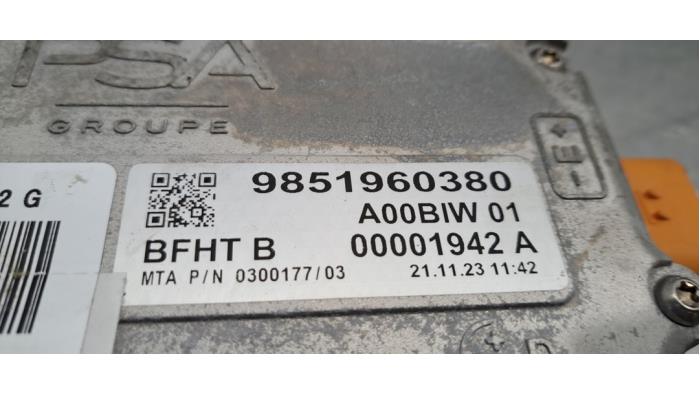 PSA
GROUPE
2 G
9851960380
A00BIW 01
BFHT B 00001942 A
MTA P/N 0300177/03 21.11.23 11:42